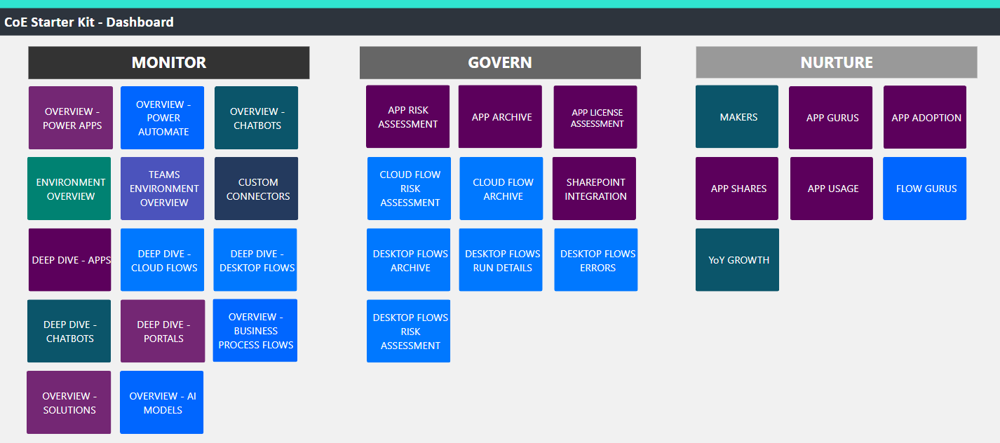 CoE Starter Kit - Dashboard
MONITOR
OVERVIEW -
POWER APPS
OVERVIEW -
POWER
AUTOMATE
OVERVIEW -
CHATBOTS
ENVIRONMENT
OVERVIEW
TEAMS
ENVIRONMENT
OVERVIEW
CUSTOM
CONNECTORS
DEEP DIVE - APPS
DEEP DIVE -
CLOUD FLOWS
DEEP DIVE -
DESKTOP FLOWS
DEEP DIVE -
CHATBOTS
DEEP DIVE -
PORTALS
OVERVIEW -
BUSINESS
PROCESS FLOWS
OVERVIEW -
SOLUTIONS
OVERVIEW - AI
MODELS
GOVERN
APP RISK
ASSESSMENT
APP ARCHIVE
APP LICENSE
ASSESSMENT
CLOUD FLOW
RISK
ASSESSMENT
CLOUD FLOW
ARCHIVE
SHAREPOINT
INTEGRATION
DESKTOP FLOWS
ARCHIVE
DESKTOP FLOWS
RUN DETAILS
DESKTOP FLOWS
ERRORS
DESKTOP FLOWS
RISK
ASSESSMENT
NURTURE
MAKERS
APP GURUS
APP ADOPTION
APP SHARES
APP USAGE
FLOW GURUS
YoY GROWTH